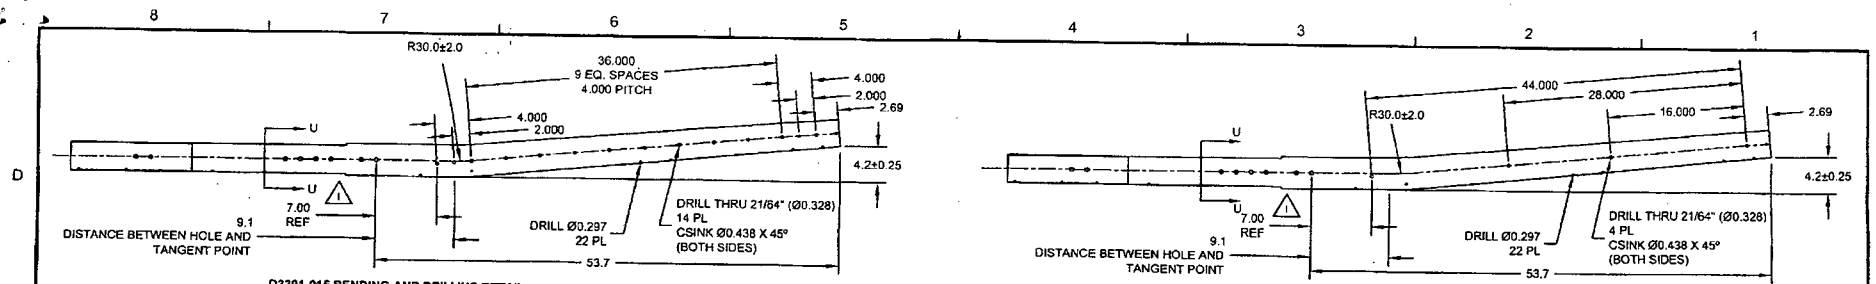 8
7
6
5
4
3
2
1
D
R30.0±2.0
36.000
9 EQ. SPACES
4.000 PITCH
4.000
2.000
2.69
4.000
2.000
U
U
1
7.00
REF
9.1
DISTANCE BETWEEN HOLE AND
TANGENT POINT
53.7
DRILL Ø0.297
22 PL
DRILL THRU 21/64" (Ø0.328)
14 PL
CSINK Ø0.438 X 45°
(BOTH SIDES)
4.2±0.25
44.000
28.000
16.000
2.69
R30.0±2.0
U
U
1
7.00
REF
9.1
DISTANCE BETWEEN HOLE AND
TANGENT POINT
53.7
DRILL Ø0.297
22 PL
DRILL THRU 21/64" (Ø0.328)
4 PL
CSINK Ø0.438 X 45°
(BOTH SIDES)
4.2±0.25
BENDING AND DRILLING